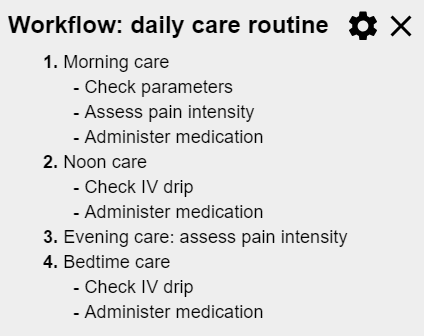 Workflow: daily care routine
1. Morning care
- Check parameters
- Assess pain intensity
- Administer medication
2. Noon care
- Check IV drip
- Administer medication
3. Evening care: assess pain intensity
4. Bedtime care
- Check IV drip
- Administer medication